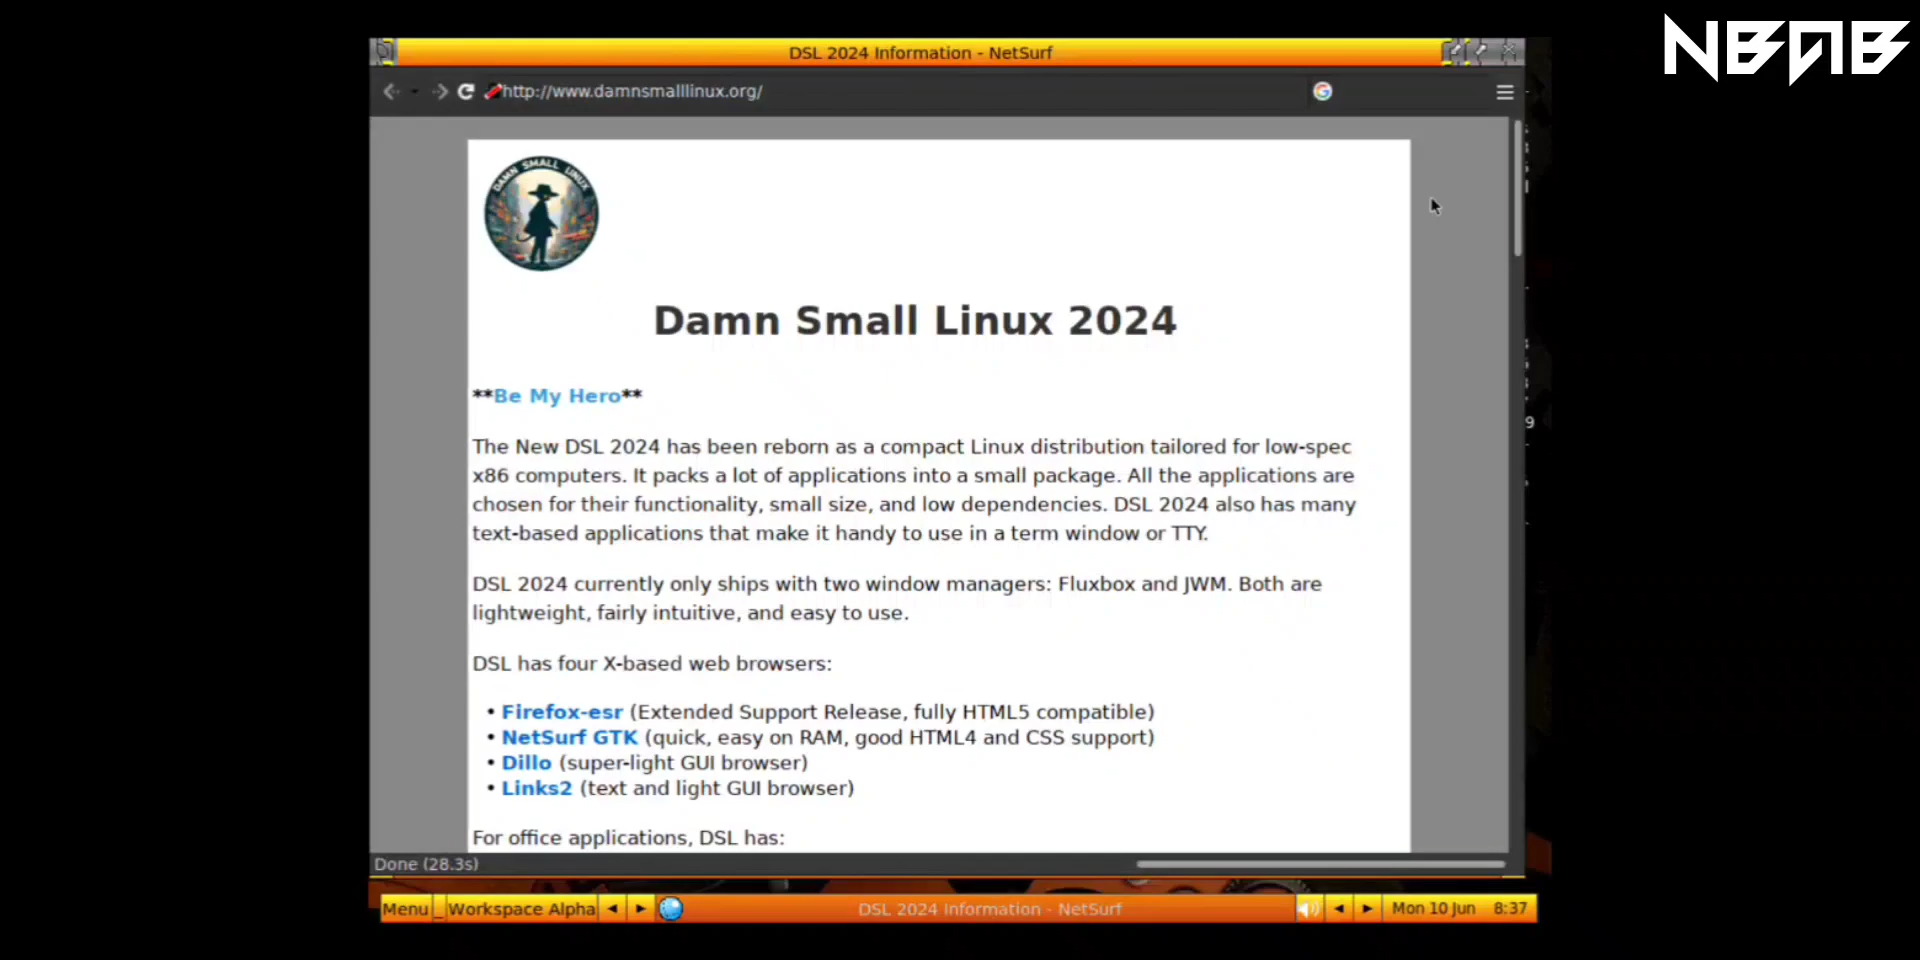 NBAB
DSL 2024 Information - NetSurf
http://www.damnsmalllinux.org/
DAMN SMALL LINUX
Damn Small Linux 2024
**Be My Hero**
The New DSL 2024 has been reborn as a compact Linux distribution tailored for low-spec
x86 computers. It packs a lot of applications into a small package. All the applications are
chosen for their functionality, small size, and low dependencies. DSL 2024 also has many
text-based applications that make it handy to use in a term window or TTY.
DSL 2024 currently only ships with two window managers: Fluxbox and JWM. Both are
lightweight, fairly intuitive, and easy to use.
DSL has four X-based web browsers:
• Firefox-esr (Extended Support Release, fully HTML5 compatible)
• NetSurf GTK (quick, easy on RAM, good HTML4 and CSS support)
• Dillo (super-light GUI browser)
• Links2 (text and light GUI browser)
For office applications, DSL has:
Done (28.3s)
Menu Workspace Alpha DSL 2024 Information - NetSurf Mon 10 Jun 8:37